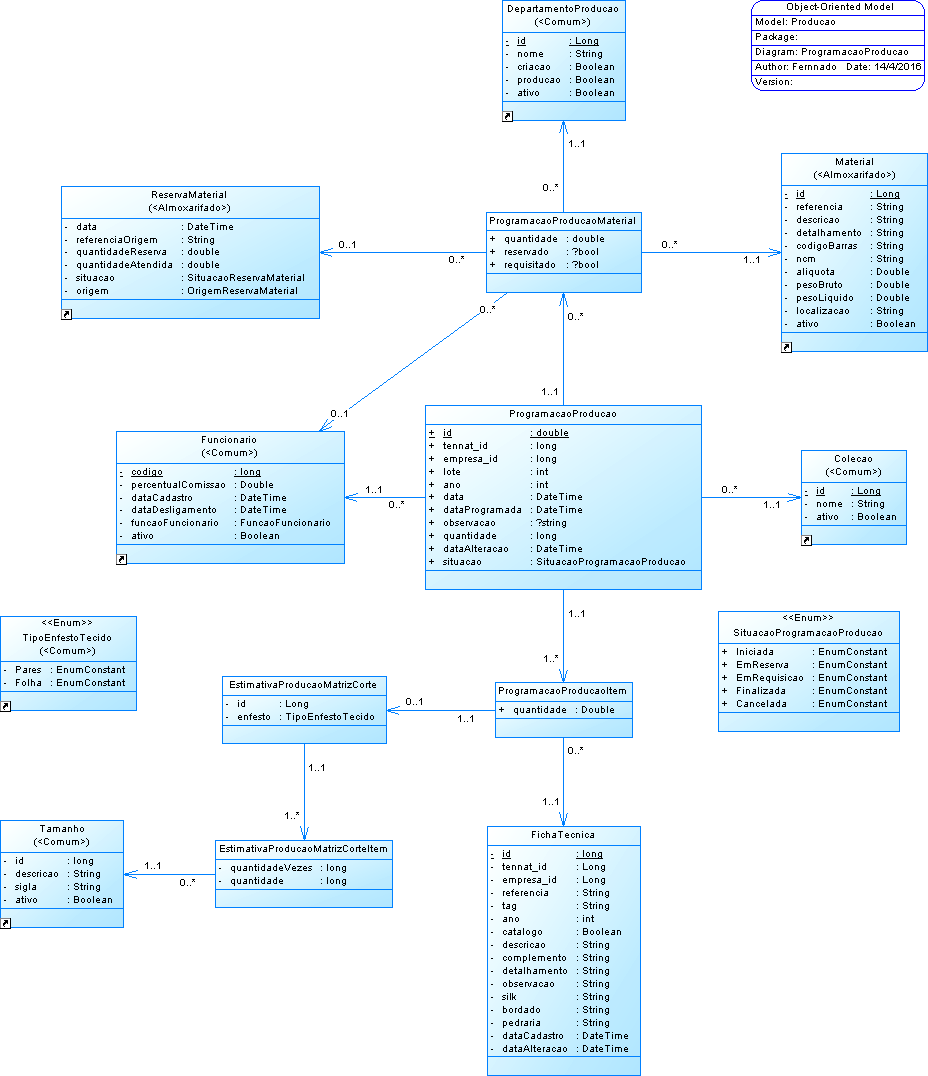 Object-Oriented Model
Model: Producao
Package:
Diagram: ProgramacaoProducao
Author: Fernnado Date: 14/4/2016
Version:
DepartamentoProducao
(<Comum>)
- id : Long
- nome : String
- criacao : Boolean
- producao : Boolean
- ativo : Boolean
1..1
0..*
Material
(<Almoxarifado>)
- id : Long
- referencia : String
- descricao : String
- detalhamento : String
- codigoBarras : String
- ncm : String
- aliquota : Double
- pesoBruto : Double
- pesoLiquido : Double
- localizacao : String
- ativo : Boolean
ReservaMaterial
(<Almoxarifado>)
- data : DateTime
- referenciaOrigem : String
- quantidadeReserva : double
- quantidadeAtendida : double
- situacao : SituacaoReservaMaterial
- origem : OrigemReservaMaterial
ProgramacaoProducaoMaterial
+ quantidade : double
+ reservado : ?bool
+ requisitado : ?bool
0..1
0..*
0..*
1..1
0..*
0..*
0..1
1..1
ProgramacaoProducao
+ id : double
+ tennat_id : long
+ empresa_id : long
+ lote : int
+ ano : int
+ data : DateTime
+ dataProgramada : DateTime
+ observacao : ?string
+ quantidade : long
+ dataAlteracao : DateTime
+ situacao : SituacaoProgramacaoProducao
Funcionario
(<Comum>)
- codigo : long
- percentualComissao : Double
- dataCadastro : DateTime
- dataDesligamento : DateTime
- funcaoFuncionario : FuncaoFuncionario
- ativo : Boolean
1..1
0..*
0..*
1..1
Colecao
(<Comum>)
- id : Long
- nome : String
- ativo : Boolean
1..1
1..*
<<Enum>>
TipoEnfestoTecido
(<Comum>)
- Pares : EnumConstant
- Folha : EnumConstant
<<Enum>>
SituacaoProgramacaoProducao
+ Iniciada : EnumConstant
+ EmReserva : EnumConstant
+ EmRequisicao : EnumConstant
+ Finalizada : EnumConstant
+ Cancelada : EnumConstant
EstimativaProducaoMatrizCorte
- id : Long
- enfesto : TipoEnfestoTecido
0..1
1..1
ProgramacaoProducaoItem
+ quantidade : Double
0..*
1..1
1..1
1..*
Tamanho
(<Comum>)
- id : long
- descricao : String
- sigla : String
- ativo : Boolean
1..1
0..*
EstimativaProducaoMatrizCorteItem
- quantidadeVezes : long
- quantidade : long
FichaTecnica
- id : long
- tennat_id : Long
- empresa_id : Long
- referencia : String
- tag : String
- ano : int
- catalogo : Boolean
- descricao : String
- complemento : String
- detalhamento : String
- observacao : String
- silk : String
- bordado : String
- pedraria : String
- dataCadastro : DateTime
- dataAlteracao : DateTime